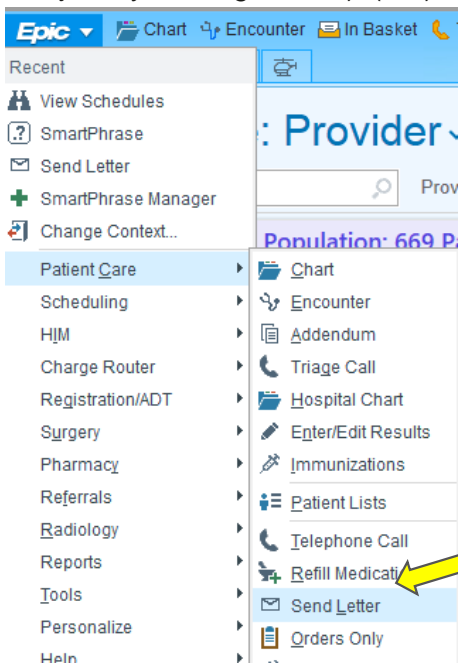 Epic Chart Encounter In Basket
Recent
View Schedules
SmartPhrase
Send Letter
SmartPhrase Manager
Change Context...
: Provider
Prov
Population: 669 Pa
Patient Care
Scheduling
HIM
Charge Router
Registration/ADT
Surgery
Pharmacy
Referrals
Radiology
Reports
Tools
Personalize
Help
Chart
Encounter
Addendum
Triage Call
Hospital Chart
Enter/Edit Results
Immunizations
Patient Lists
Telephone Call
Refill Medicati
Send Letter
Orders Only